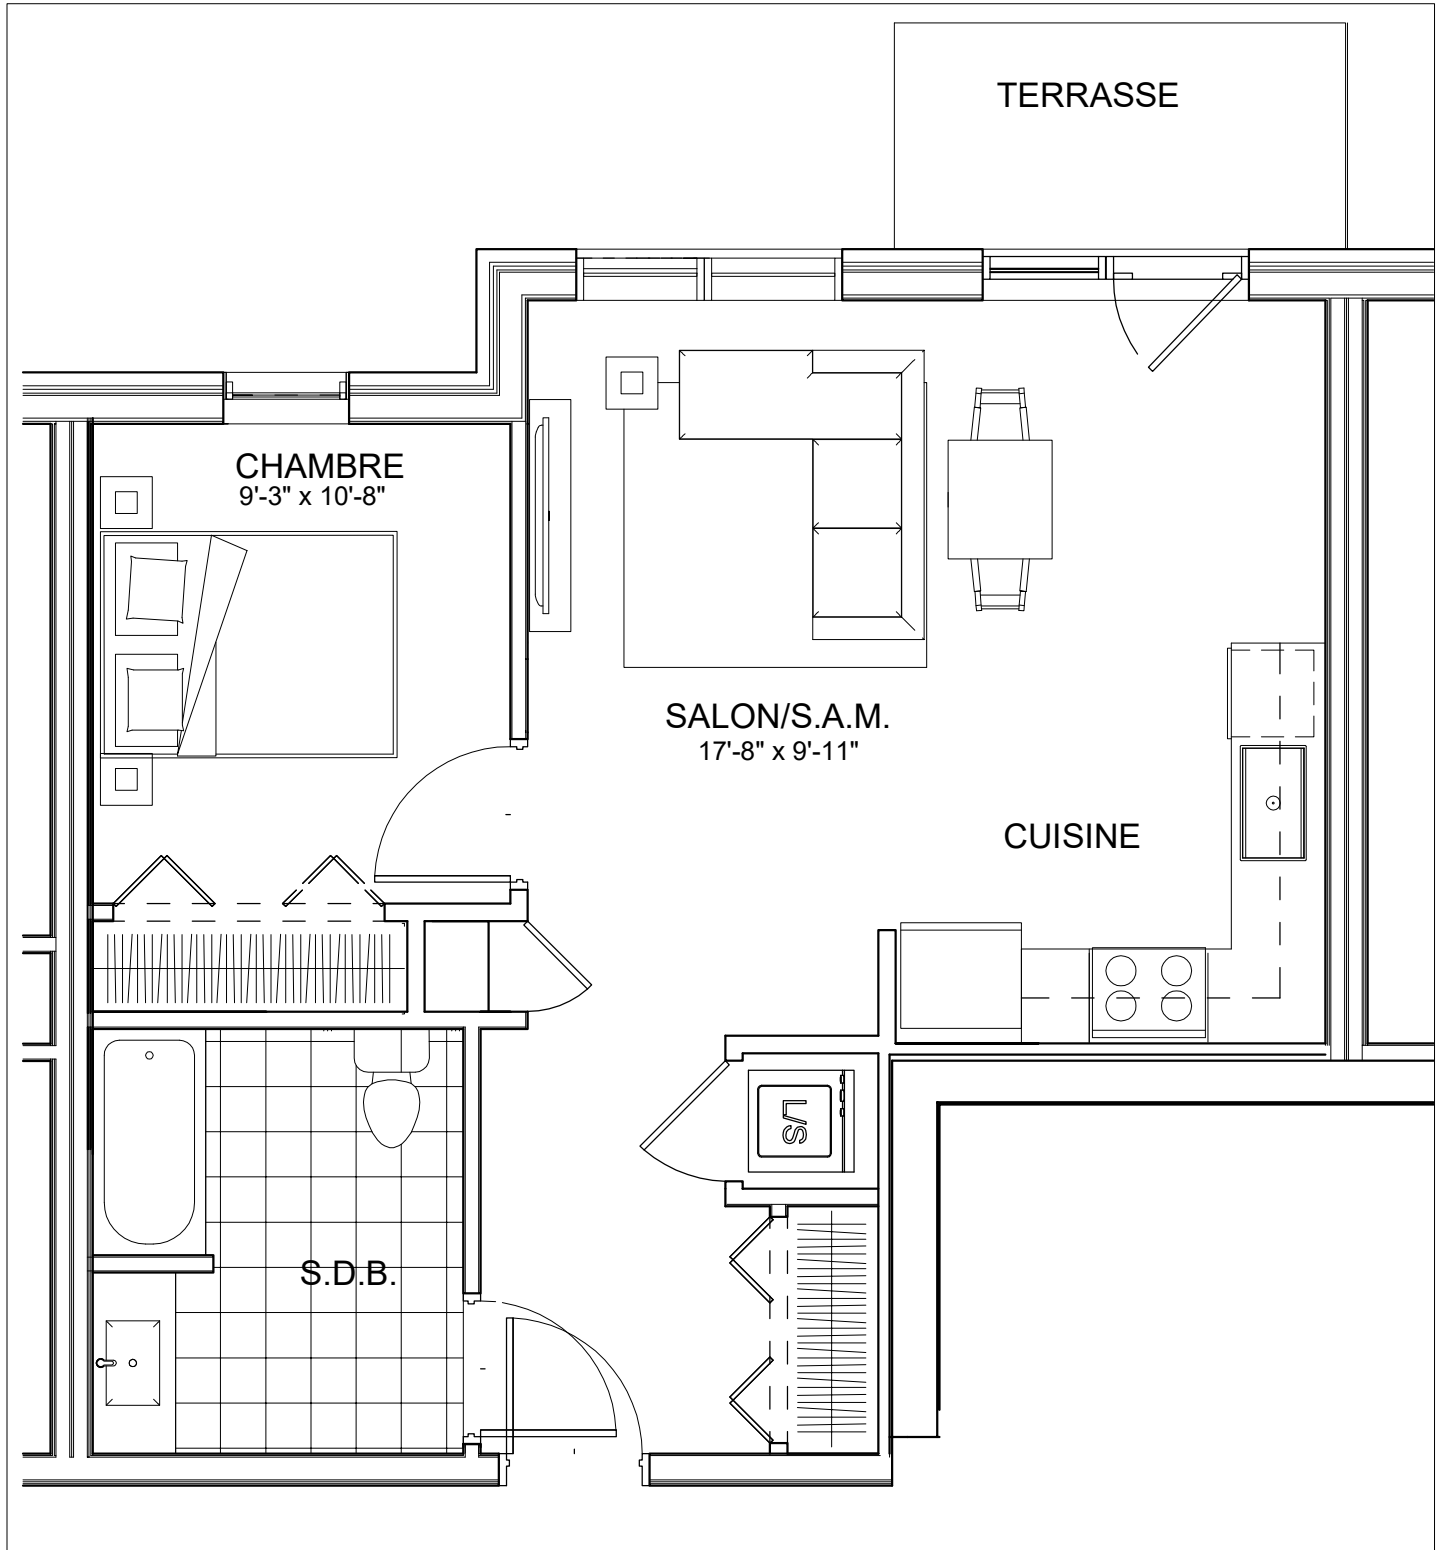 TERRASSE
CHAMBRE
9'-3" x 10'-8"
SALON/S.A.M.
17'-8" x 9'-11"
CUISINE
L/S
S.D.B.